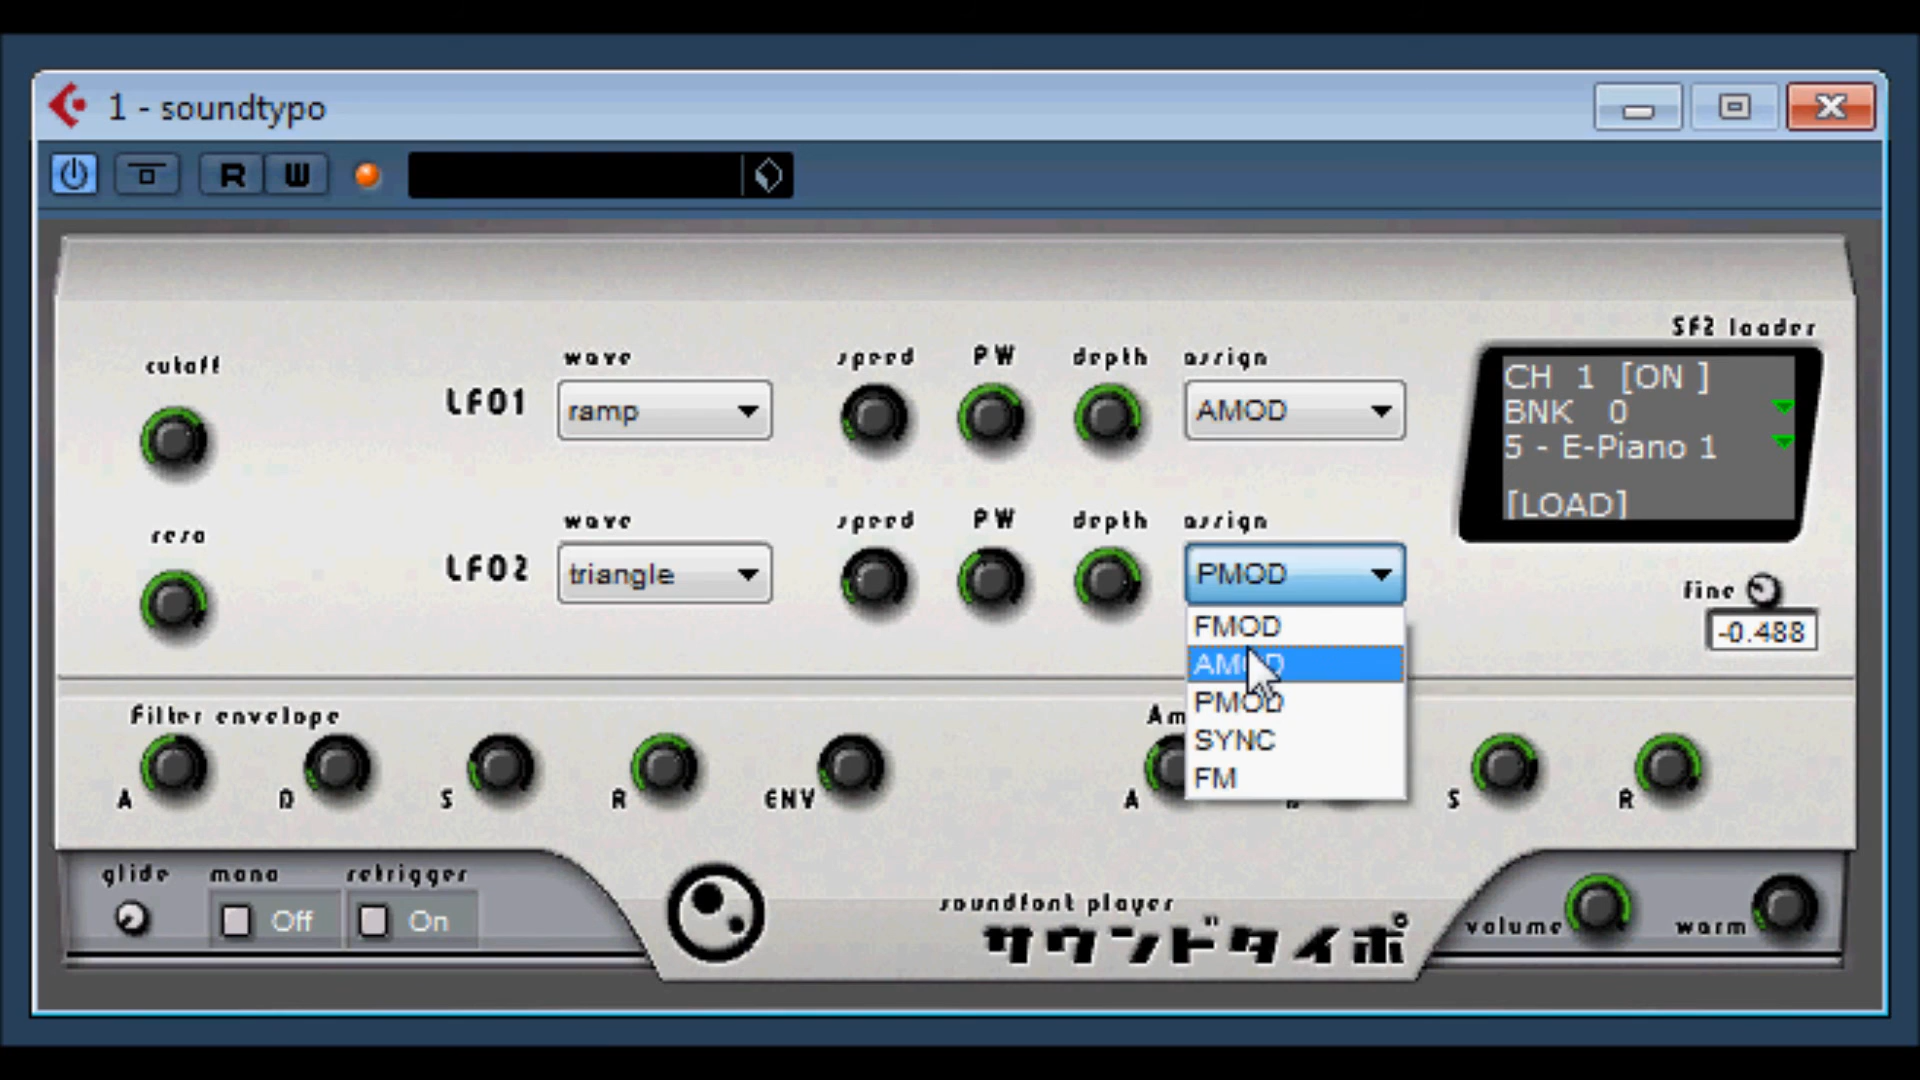 1 - soundtypo
R W
SF2 loader
cutoff
wave speed PW depth assign
LFO1 ramp AMOD
CH 1 [ON ]
BNK 0
5 - E-Piano 1
[LOAD]
reso
wave speed PW depth assign
LFO2 triangle PMOD
fine
-0.488
FMOD
AMOD
PMOD
SYNC
FM
Filter envelope
Am
A D S R ENV A S R
glide mono retrigger
Off On
soundfont player
サウンドタイポ
volume warm